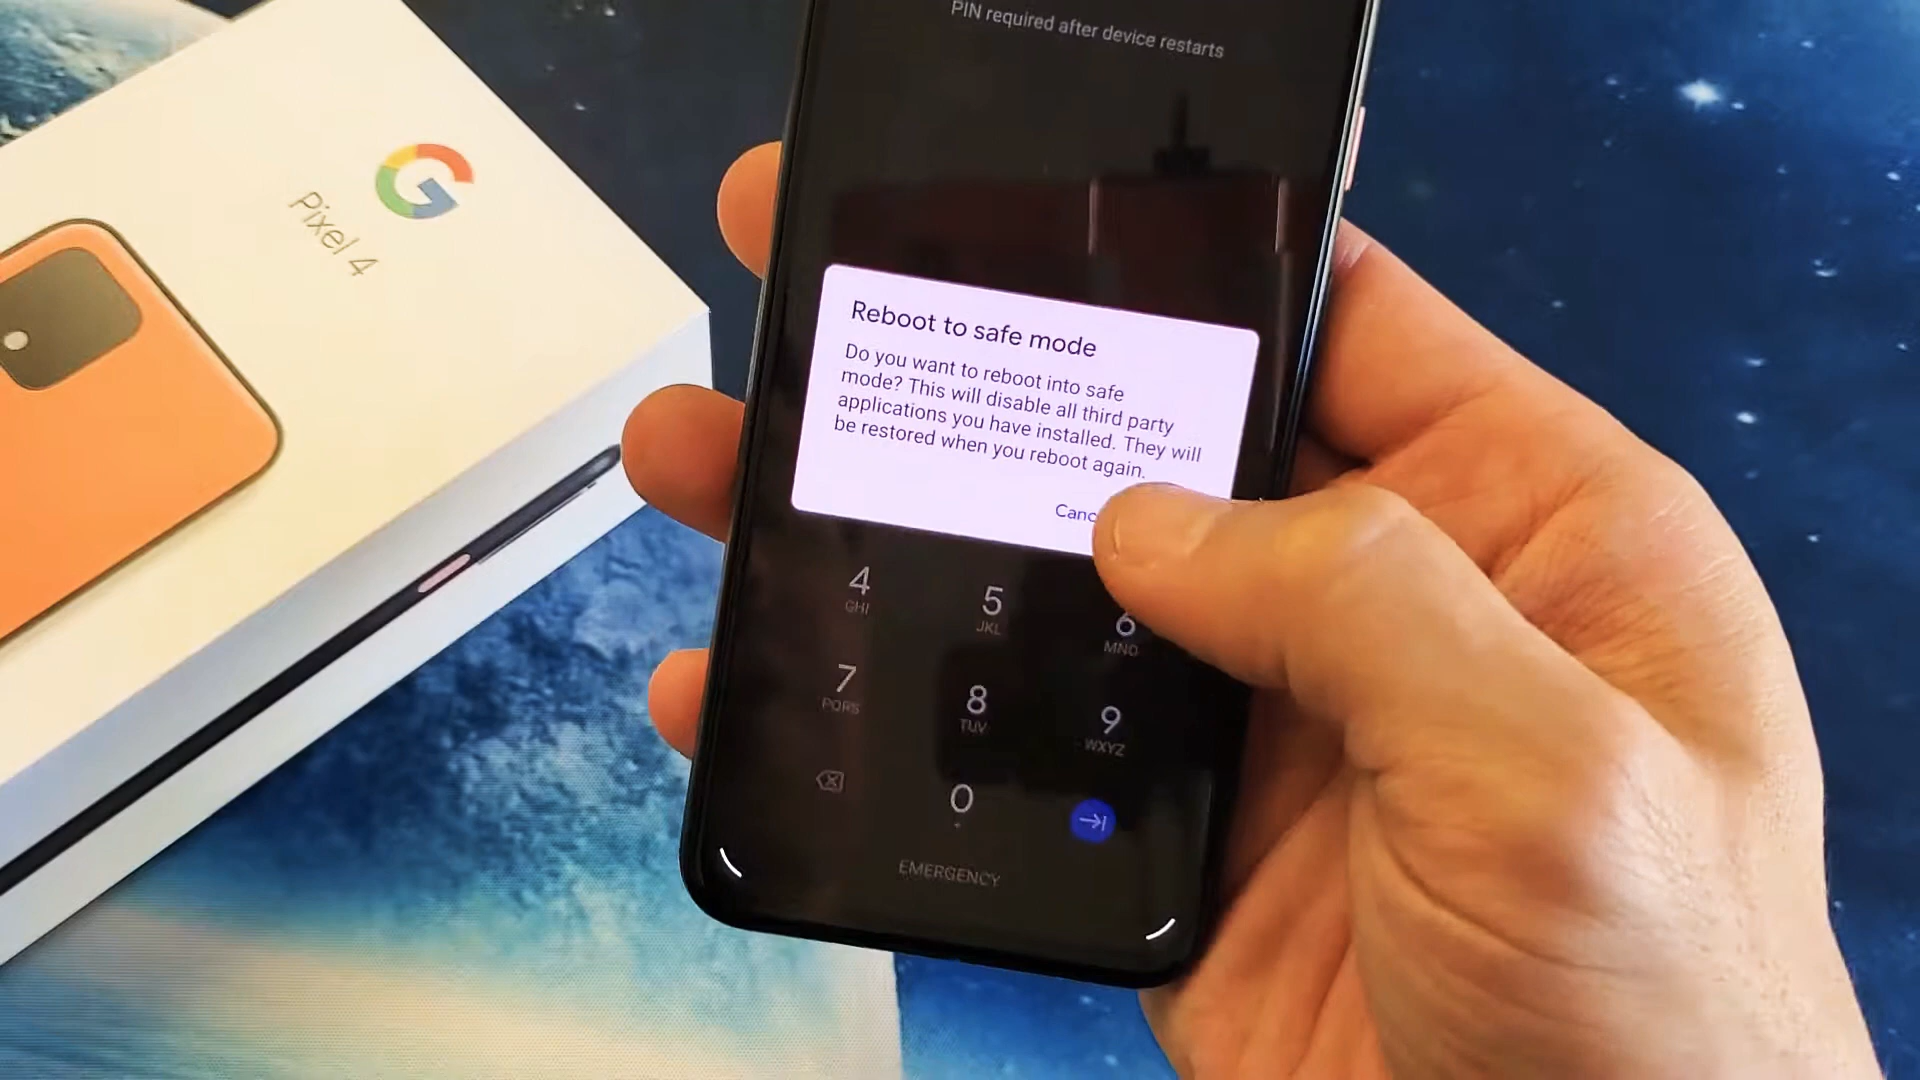 PIN required after device restarts
G
Pixel 4
Reboot to safe mode
Do you want to reboot into safe
mode? This will disable all third party
applications you have installed. They will
be restored when you reboot again.
Canc
4
GHI
5
JKL
6
MNO
7
PQRS
8
TUV
9
WXYZ
0
+
EMERGENCY